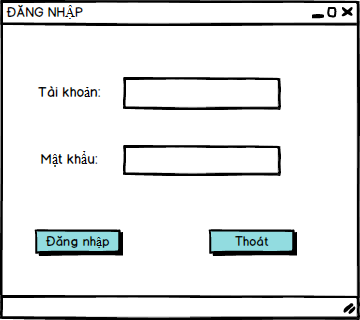 ĐĂNG NHẬP
Tài khoản:
Mật khẩu:
Đăng nhập
Thoát